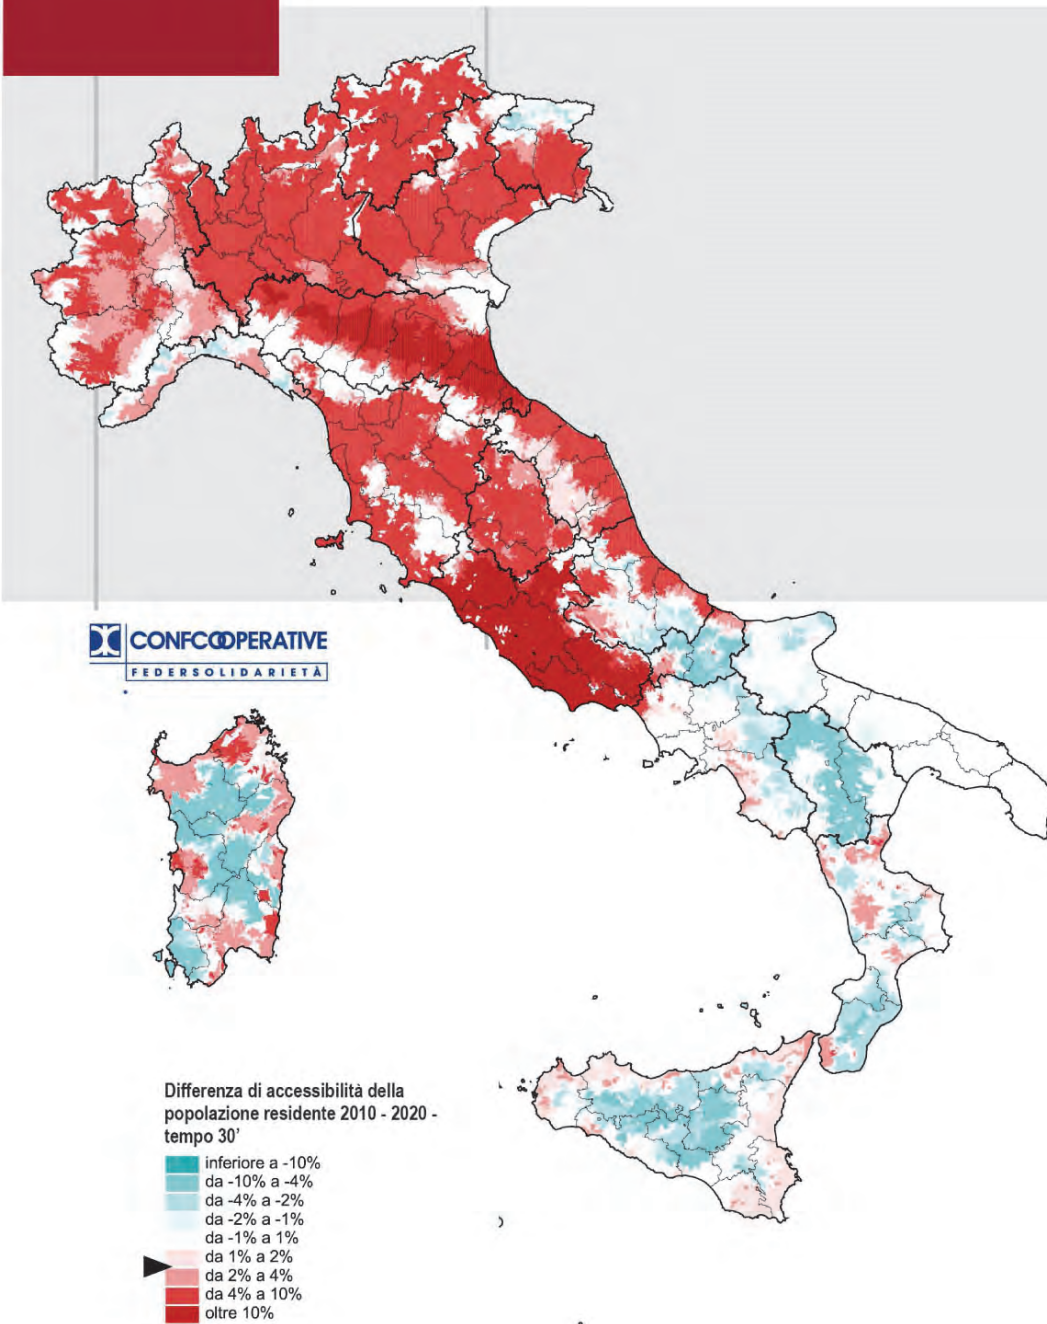 CONFCOOPERATIVE
FEDERSOLIDARIETÀ
Differenza di accessibilità della
popolazione residente 2010 - 2020 -
tempo 30'
inferiore a -10%
da -10% a -4%
da -4% a -2%
da -2% a -1%
da -1% a 1%
da 1% a 2%
da 2% a 4%
da 4% a 10%
oltre 10%